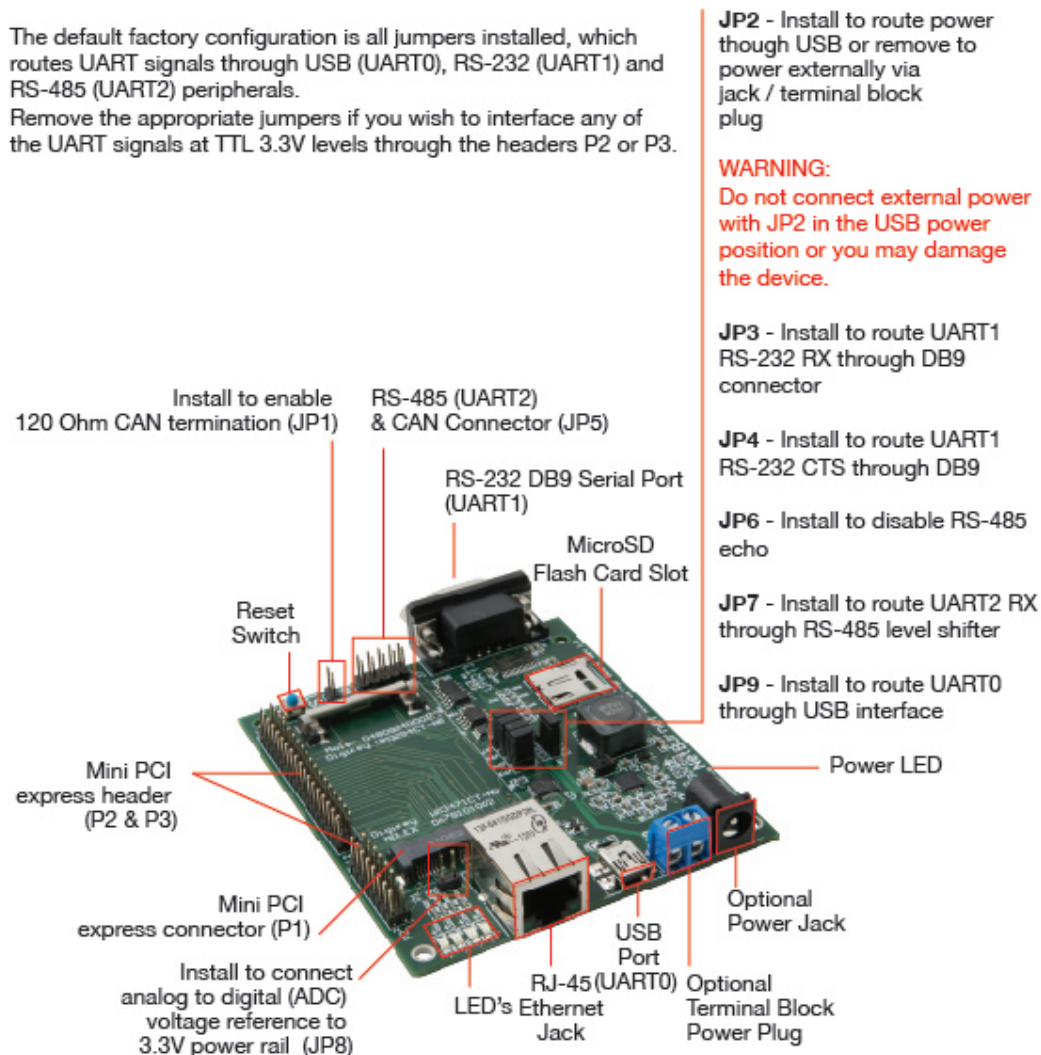 The default factory configuration is all jumpers installed, which
routes UART signals through USB (UART0), RS-232 (UART1) and
RS-485 (UART2) peripherals.
Remove the appropriate jumpers if you wish to interface any of
the UART signals at TTL 3.3V levels through the headers P2 or P3.
JP2 - Install to route power
though USB or remove to
power externally via
jack / terminal block
plug
WARNING:
Do not connect external power
with JP2 in the USB power
position or you may damage
the device.
JP3 - Install to route UART1
RS-232 RX through DB9
connector
JP4 - Install to route UART1
RS-232 CTS through DB9
JP6 - Install to disable RS-485
echo
JP7 - Install to route UART2 RX
through RS-485 level shifter
JP9 - Install to route UART0
through USB interface
Install to enable
120 Ohm CAN termination (JP1)
RS-485 (UART2)
& CAN Connector (JP5)
RS-232 DB9 Serial Port
(UART1)
MicroSD
Flash Card Slot
Reset
Switch
Mini PCI
express header
(P2 & P3)
Power LED
Mini PCI
express connector (P1)
Install to connect
analog to digital (ADC)
voltage reference to
3.3V power rail (JP8)
LED's
RJ-45
Ethernet
Jack
USB
Port
(UART0)
Optional
Terminal Block
Power Plug
Optional
Power Jack